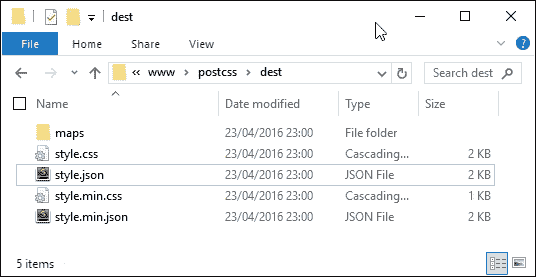 dest
File Home Share View
« www › postcss › dest
Search dest
Name Date modified Type Size
maps 23/04/2016 23:00 File folder
style.css 23/04/2016 23:00 Cascading... 2 KB
style.json 23/04/2016 23:00 JSON File 2 KB
style.min.css 23/04/2016 23:00 Cascading... 1 KB
style.min.json 23/04/2016 23:00 JSON File 2 KB
5 items